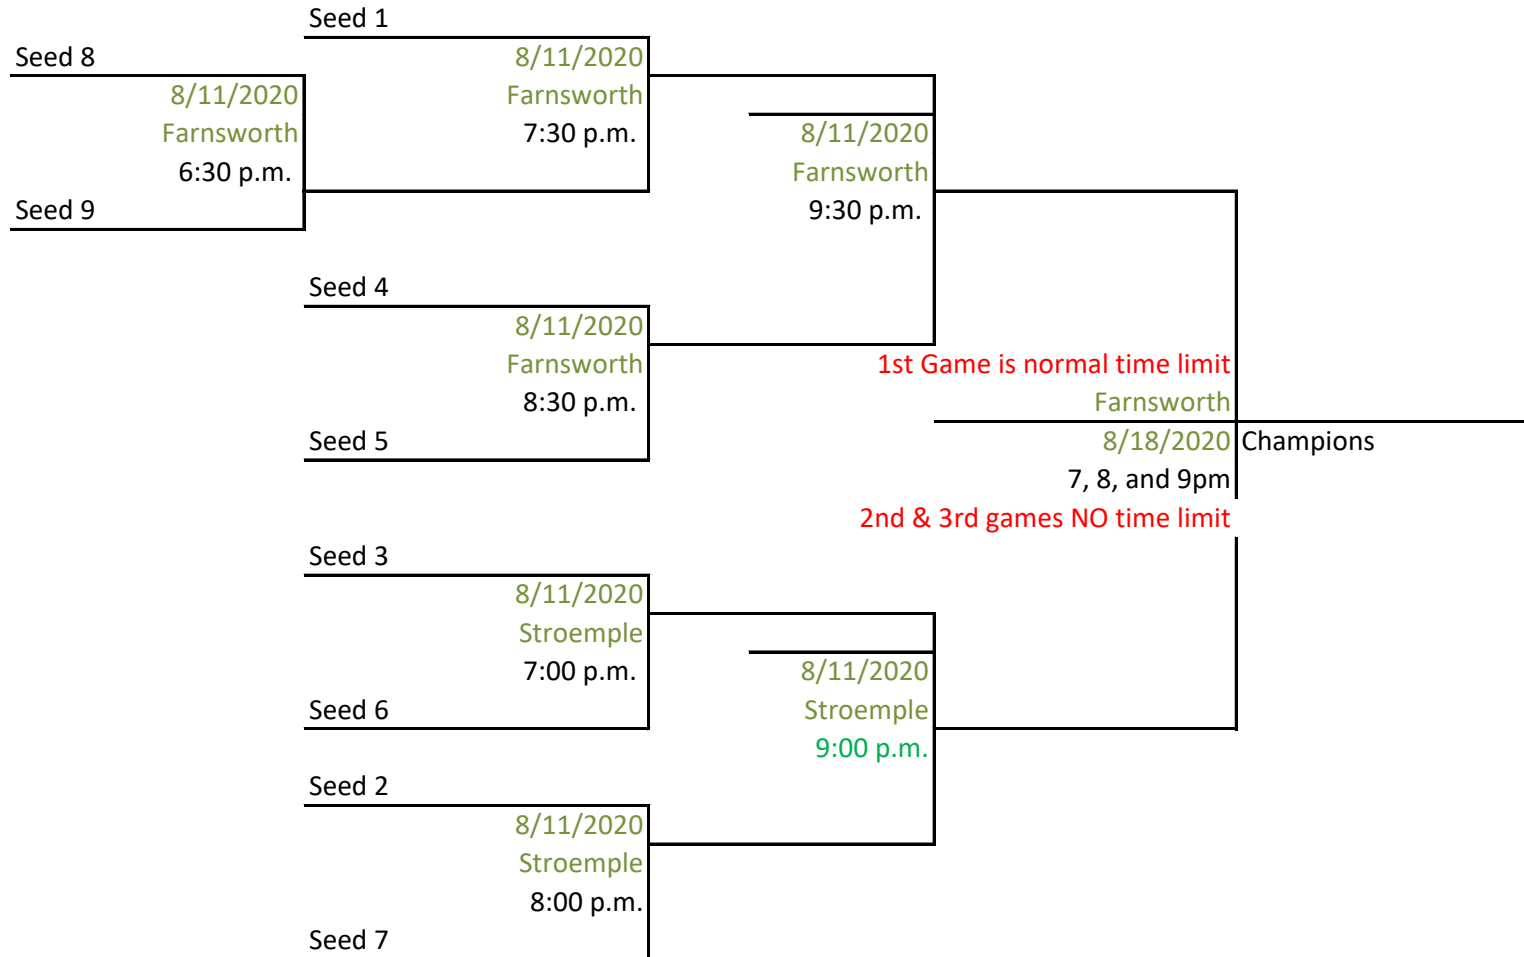 Seed 1
Seed 8
8/11/2020
Farnsworth
6:30 p.m.
Seed 9
8/11/2020
Farnsworth
7:30 p.m.
8/11/2020
Farnsworth
9:30 p.m.
Seed 4
8/11/2020
Farnsworth
8:30 p.m.
Seed 5
1st Game is normal time limit
Farnsworth
8/18/2020
7, 8, and 9pm
2nd & 3rd games NO time limit
Champions
Seed 3
8/11/2020
Stroemple
7:00 p.m.
Seed 6
8/11/2020
Stroemple
9:00 p.m.
Seed 2
8/11/2020
Stroemple
8:00 p.m.
Seed 7